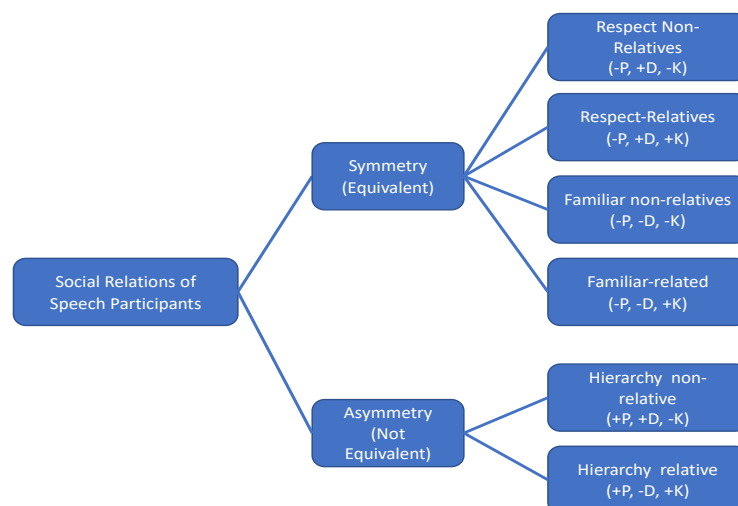 Respect Non-
Relatives
(-P, +D, -K)
Respect-Relatives
(-P, +D, +K)
Symmetry
(Equivalent)
Familiar non-relatives
(-P, -D, -K)
Social Relations of
Speech Participants
Familiar-related
(-P, -D, +K)
Hierarchy non-
relative
(+P, +D, -K)
Asymmetry
(Not
Equivalent)
Hierarchy relative
(+P, -D, +K)